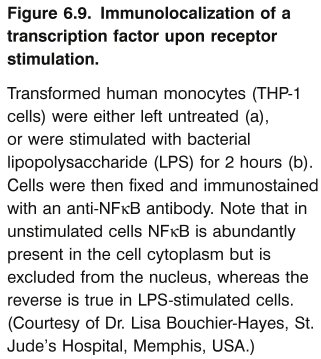 Figure 6.9. Immunolocalization of a
transcription factor upon receptor
stimulation.
Transformed human monocytes (THP-1
cells) were either left untreated (a),
or were stimulated with bacterial
lipopolysaccharide (LPS) for 2 hours (b).
Cells were then fixed and immunostained
with an anti-NFκB antibody. Note that in
unstimulated cells NFκB is abundantly
present in the cell cytoplasm but is
excluded from the nucleus, whereas the
reverse is true in LPS-stimulated cells.
(Courtesy of Dr. Lisa Bouchier-Hayes, St.
Jude’s Hospital, Memphis, USA.)